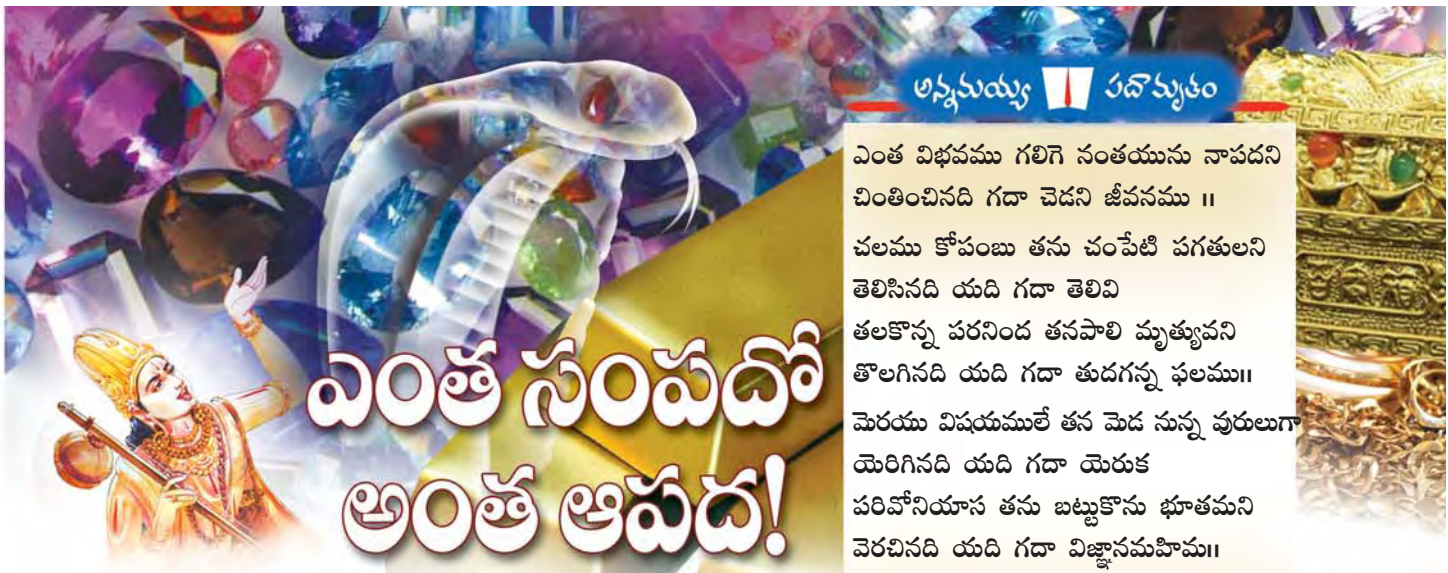 ఎంత సంపదో
అంత ఆపద!
అన్నమయ్య పదామృతం
ఎంత విభవము గలిగె నంతయును నాపదని
చింతించినది గదా చెడని జీవనము ॥
చలము కోపంబు తను చంపేటి పగతులని
తెలిసినది యది గదా తెలివి
తలకొన్న పరనింద తనపాలి మృత్యువని
తొలగినది యది గదా తుదగన్న ఫలము॥
మెరయు విషయములే తన మెడ నున్న వురులుగా
యెరిగినది యది గదా యెరుక
పరివోనియాస తను బట్టుకొను భూతమని
వెరచినది యది గదా విజ్ఞానమహిమ॥